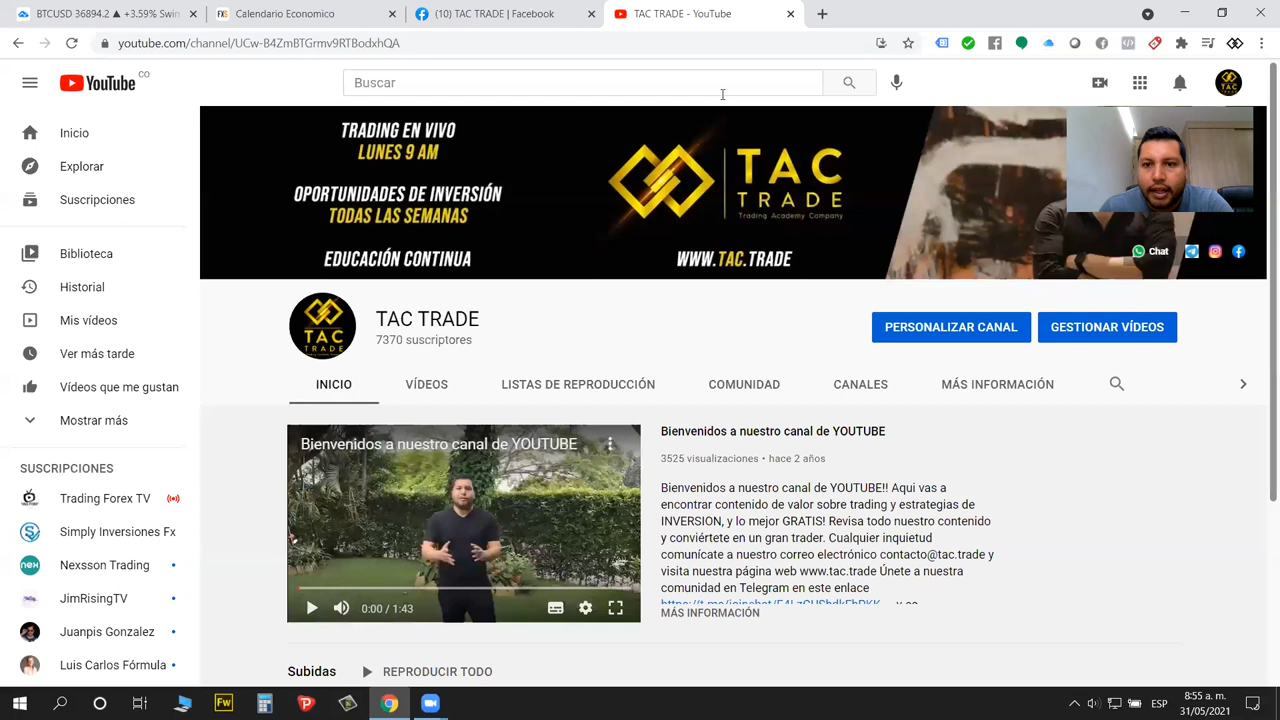 BTCUSD 36894.2 ▲ +3.59% Swin
Calendario Economico
(10) TAC TRADE | Facebook
TAC TRADE - YouTube
youtube.com/channel/UCw-B4ZmBTGrmv9RTBodxhQA
YouTube CO
Buscar
TRADING EN VIVO
LUNES 9 AM
OPORTUNIDADES DE INVERSIÓN
TODAS LAS SEMANAS
EDUCACIÓN CONTINUA
TAC
TRADE
Trading Academy Company
WWW.TAC.TRADE
Chat
Inicio
Explorar
Suscripciones
Biblioteca
Historial
Mis vídeos
Ver más tarde
Vídeos que me gustan
Mostrar más
SUSCRIPCIONES
Trading Forex TV
Simply Inversiones Fx
Nexsson Trading
JimRisingTV
Juanpis Gonzalez
Luis Carlos Fórmula
TAC
TRADE
TAC TRADE
7370 suscriptores
PERSONALIZAR CANAL
GESTIONAR VÍDEOS
INICIO
VÍDEOS
LISTAS DE REPRODUCCIÓN
COMUNIDAD
CANALES
MÁS INFORMACIÓN
Bienvenidos a nuestro canal de YOUTUBE
0:00 / 1:43
Bienvenidos a nuestro canal de YOUTUBE
3525 visualizaciones • hace 2 años
Bienvenidos a nuestro canal de YOUTUBE!! Aqui vas a
encontrar contenido de valor sobre trading y estrategias de
INVERSION, y lo mejor GRATIS! Revisa todo nuestro contenido
y conviértete en un gran trader. Cualquier inquietud
comunícate a nuestro correo electrónico contacto@tac.trade y
visita nuestra página web www.tac.trade Únete a nuestra
comunidad en Telegram en este enlace
MÁS INFORMACIÓN
Subidas
REPRODUCIR TODO
Fw
ESP
8:55 a. m.
31/05/2021